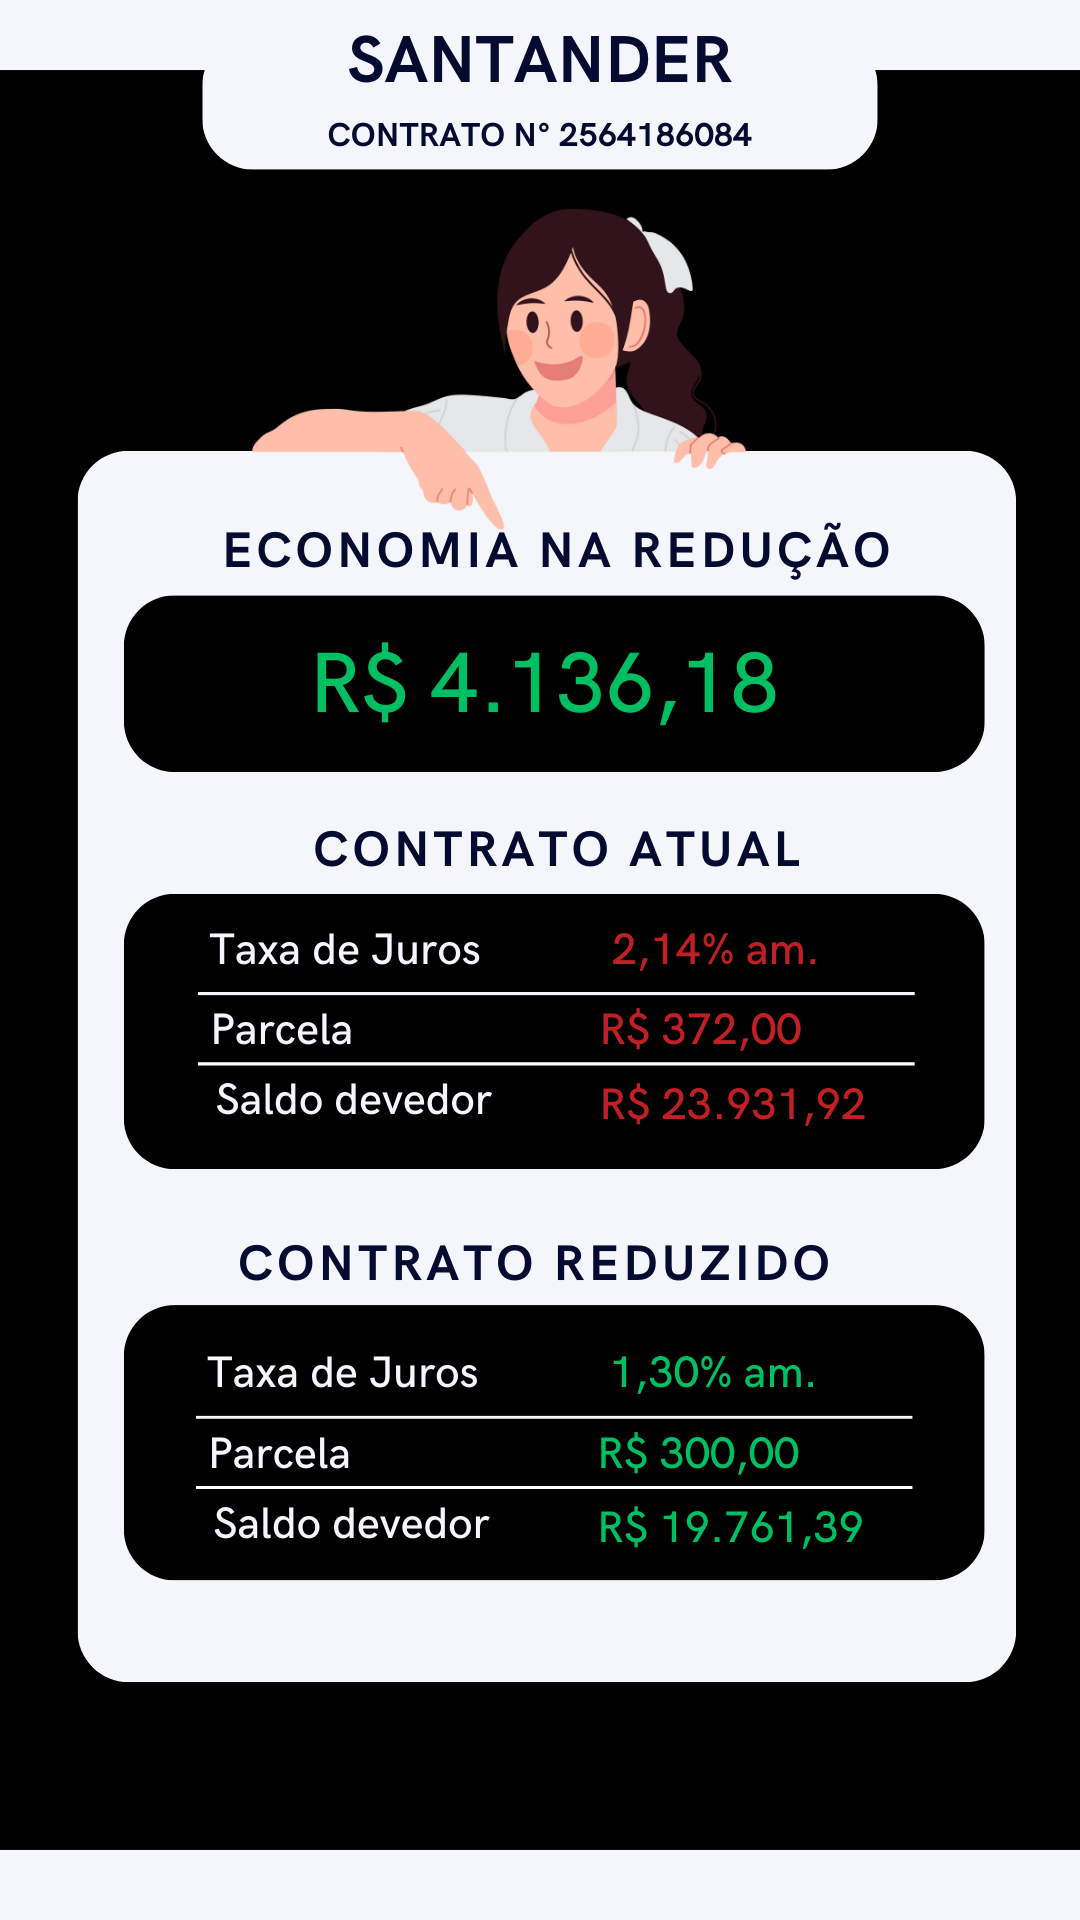 SANTANDER
CONTRATO N° 2564186084
ECONOMIA NA REDUÇÃO
R$ 4.136,18
CONTRATO ATUAL
Taxa de Juros 2,14% am.
Parcela R$ 372,00
Saldo devedor R$ 23.931,92
CONTRATO REDUZIDO
Taxa de Juros 1,30% am.
Parcela R$ 300,00
Saldo devedor R$ 19.761,39